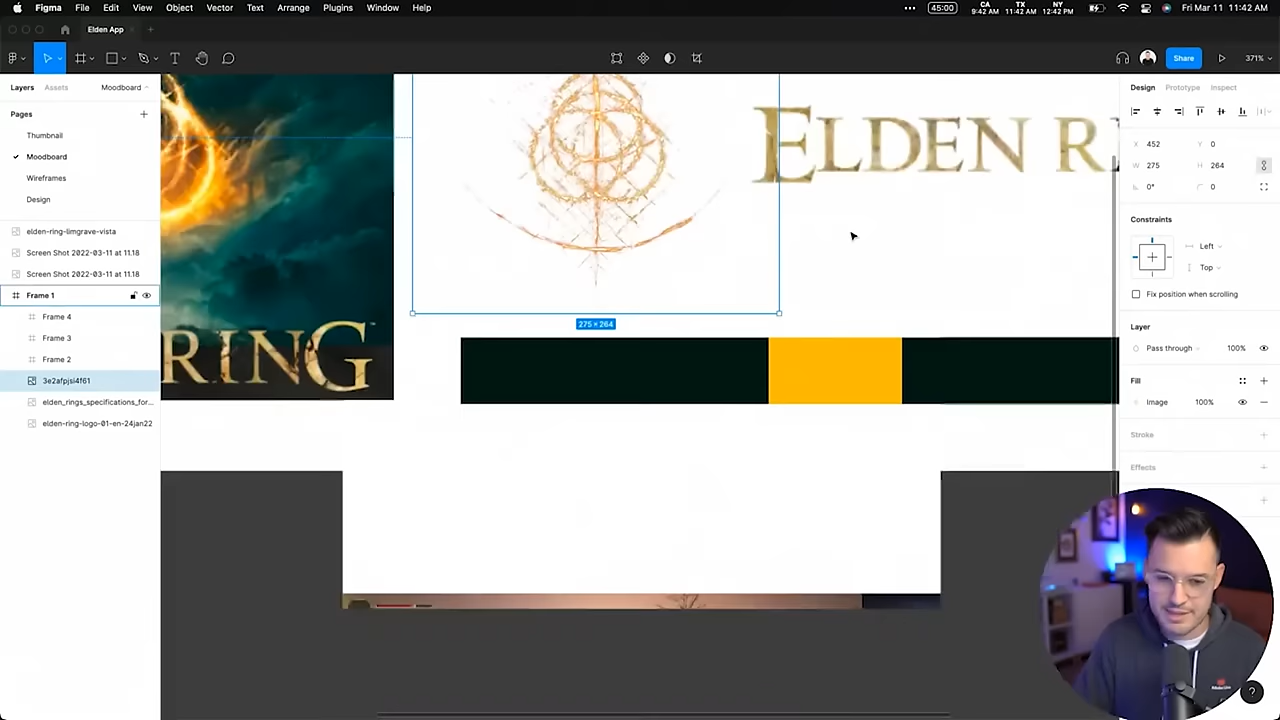 Figma File Edit View Object Vector Text Arrange Plugins Window Help
45:00
CA
9:42 AM
TX
11:42 AM
NY
12:42 PM
Fri Mar 11 11:42 AM
Elden App
Share
371%
Layers Assets Moodboard
Pages
Thumbnail
Moodboard
Wireframes
Design
elden-ring-limgrave-vista
Screen Shot 2022-03-11 at 11.18
Screen Shot 2022-03-11 at 11.18
Frame 1
Frame 4
Frame 3
Frame 2
3e2afpjsi4f61
elden_rings_specifications_for...
elden-ring-logo-01-en-24jan22
RING
ELDEN R
275 × 264
Design Prototype Inspect
X 452 Y 0
W 275 H 264
0° 0
Constraints
Left
Top
Fix position when scrolling
Layer
Pass through 100%
Fill
Image 100%
Stroke
Effects
?